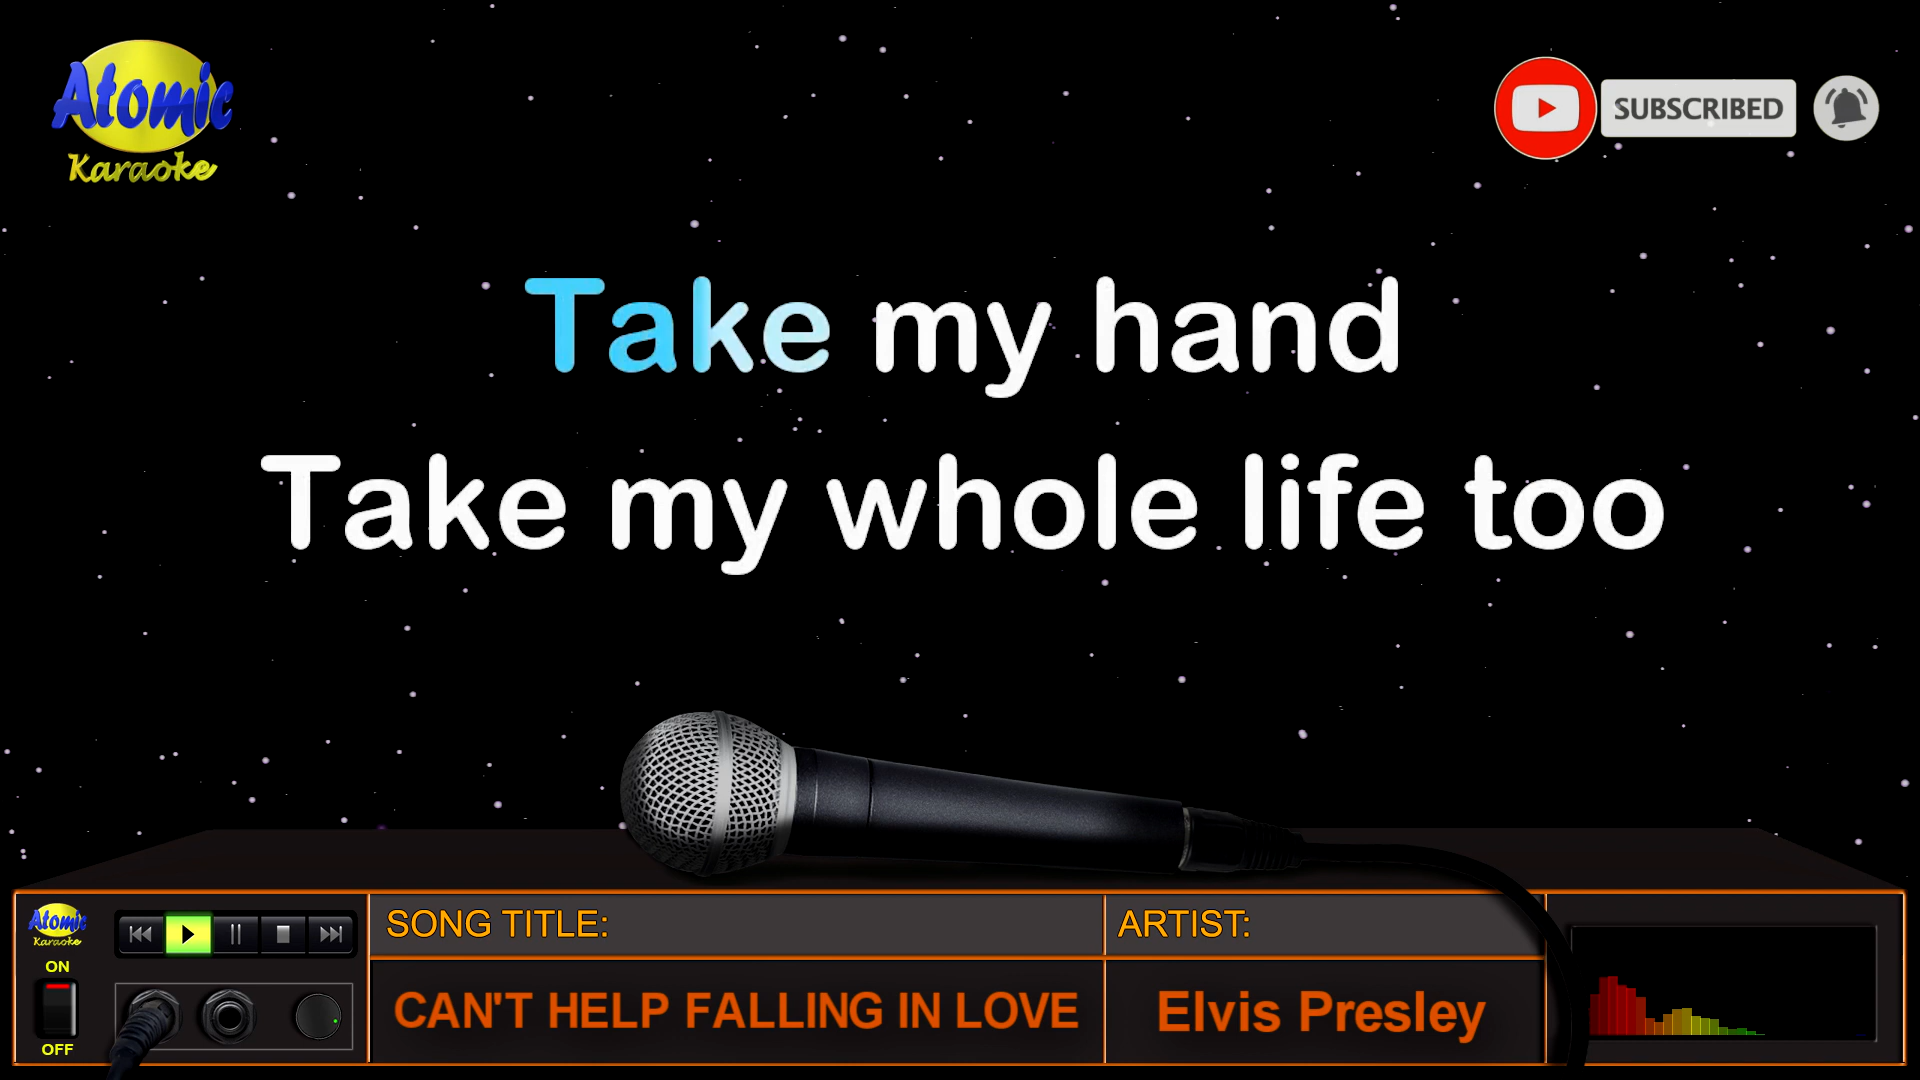 Atomic
Karaoke
SUBSCRIBED
Take my hand
Take my whole life too
Atomic
Karaoke
ON
OFF
SONG TITLE:
CAN'T HELP FALLING IN LOVE
ARTIST:
Elvis Presley